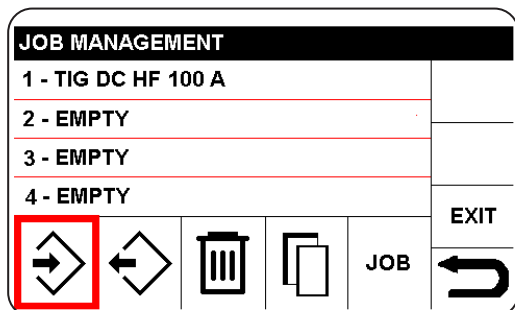 JOB MANAGEMENT
1 - TIG DC HF 100 A
2 - EMPTY
3 - EMPTY
4 - EMPTY
EXIT
JOB